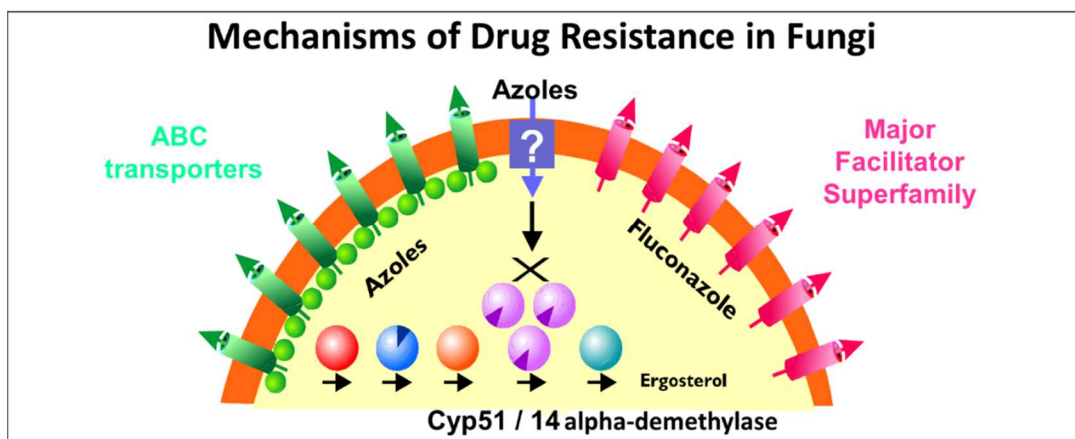 Mechanisms of Drug Resistance in Fungi
Azoles
ABC
transporters
?
Major
Facilitator
Superfamily
Azoles
Fluconazole
Ergosterol
Cyp51 / 14 alpha-demethylase